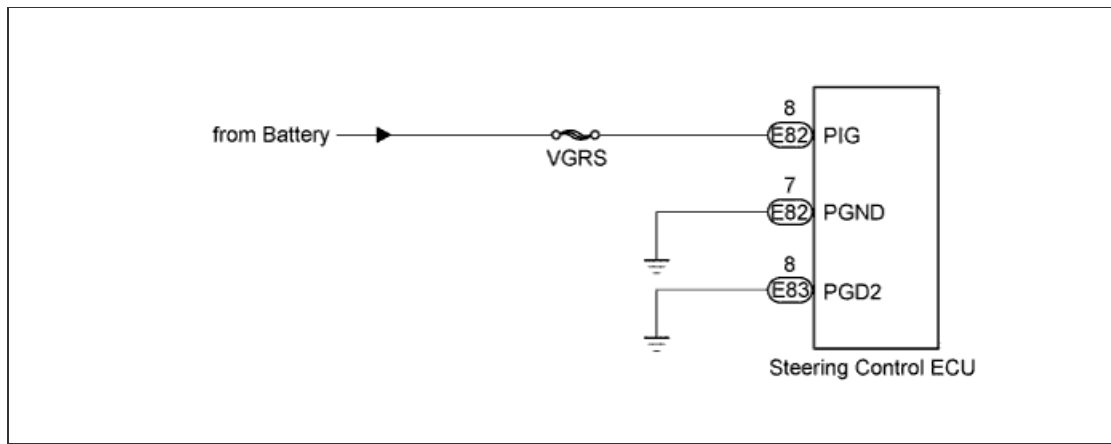 8
from Battery
E82
PIG
VGRS
7
E82
PGND
8
E83
PGD2
Steering Control ECU